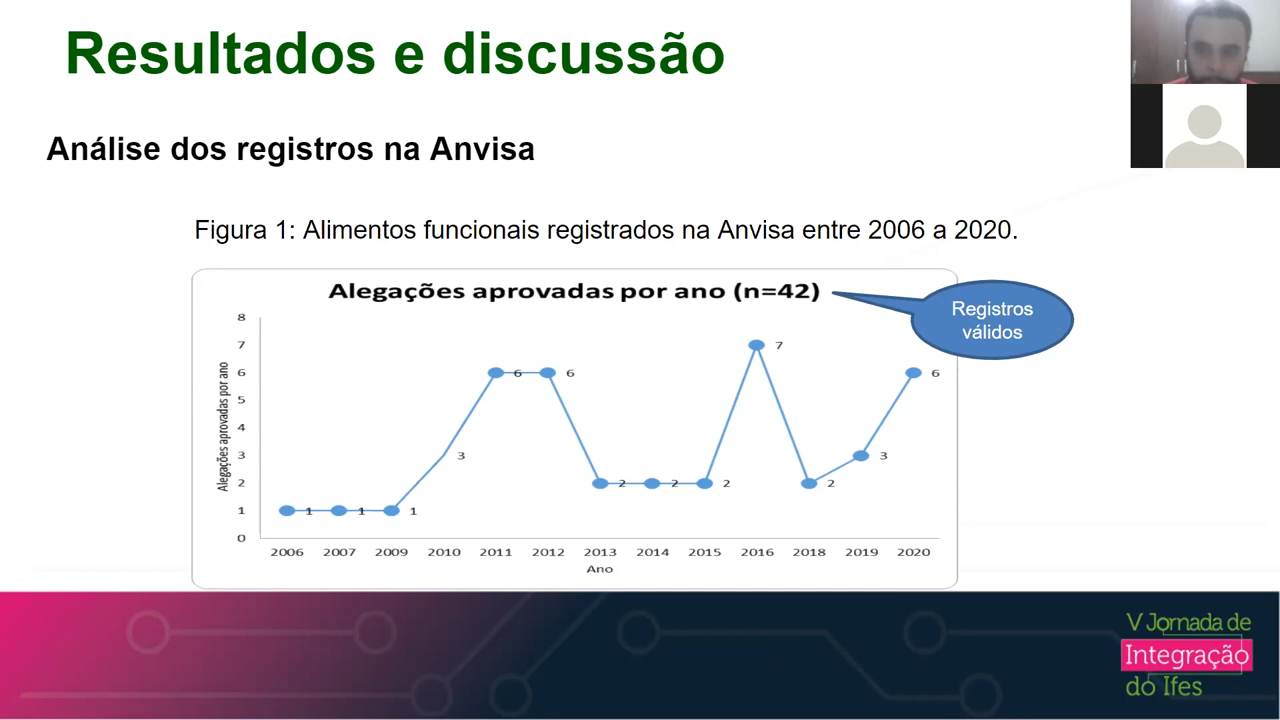 Resultados e discussão
Análise dos registros na Anvisa
Figura 1: Alimentos funcionais registrados na Anvisa entre 2006 a 2020.
Alegações aprovadas por ano (n=42)
Registros
válidos
Alegações aprovadas por ano
8
7
6
5
4
3
2
1
0
1
1
1
3
6
6
2
2
2
7
2
3
6
2006 2007 2009 2010 2011 2012 2013 2014 2015 2016 2018 2019 2020
Ano
V Jornada de
Integração
do Ifes